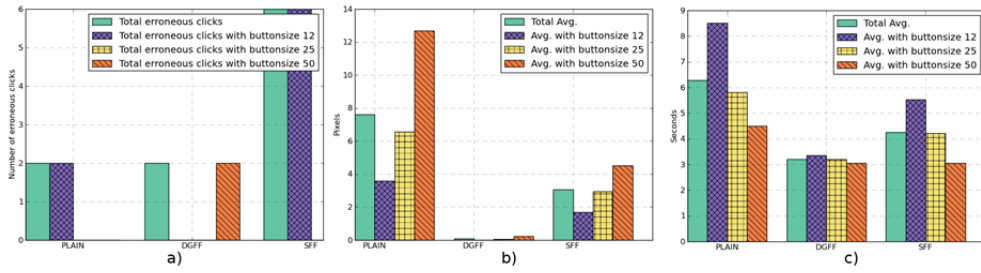 Total erroneous clicks
Total erroneous clicks with buttonsize 12
Total erroneous clicks with buttonsize 25
Total erroneous clicks with buttonsize 50
Number of erroneous clicks
6
5
4
3
2
1
0
PLAIN
DGFF
SFF
a)
Total Avg.
Avg. with buttonsize 12
Avg. with buttonsize 25
Avg. with buttonsize 50
Pixels
14
12
10
8
6
4
2
0
PLAIN
DGFF
SFF
b)
Total Avg.
Avg. with buttonsize 12
Avg. with buttonsize 25
Avg. with buttonsize 50
Seconds
9
8
7
6
5
4
3
2
1
0
PLAIN
DGFF
SFF
c)